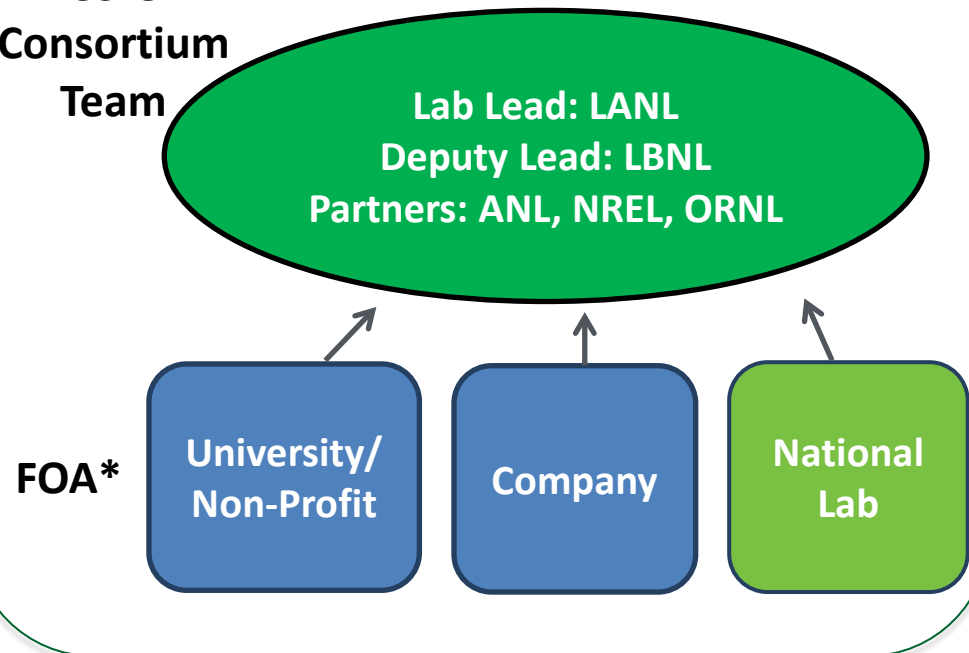 Consortium
Team
Lab Lead: LANL
Deputy Lead: LBNL
Partners: ANL, NREL, ORNL
FOA*
University/
Non-Profit
Company
National
Lab